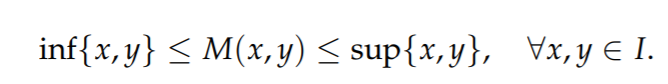 inf{x, y} ≤ M(x, y) ≤ sup{x, y},   ∀x, y ∈ I.